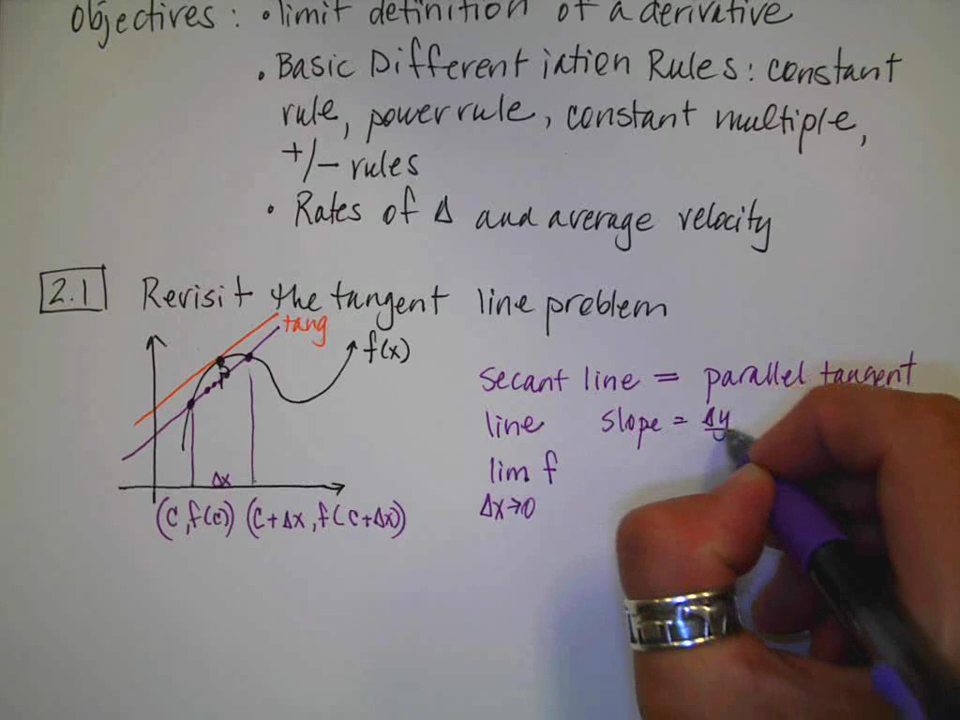 Objectives: • limit definition of a derivative
• Basic Differentiation Rules: constant
rule, power rule, constant multiple,
+/- rules
• Rates of Δ and average velocity
2.1 Revisit the tangent line problem
tang
f(x)
Δx
(c, f(c)) (c+Δx, f(c+Δx))
secant line = parallel tangent
line slope = Δy
lim f
Δx→0